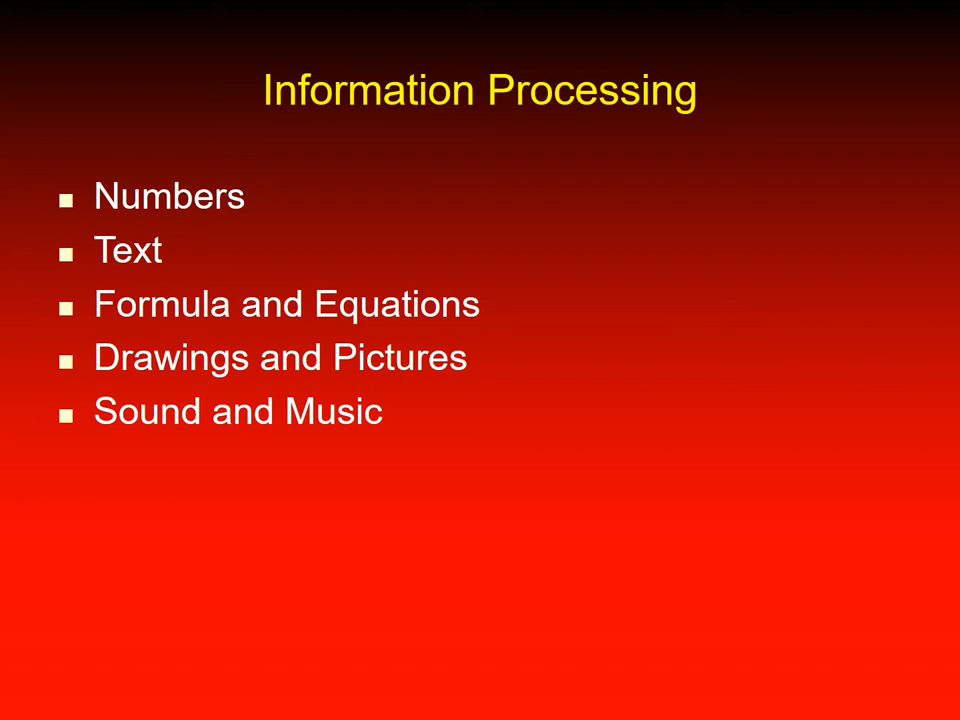 Information Processing
Numbers
Text
Formula and Equations
Drawings and Pictures
Sound and Music